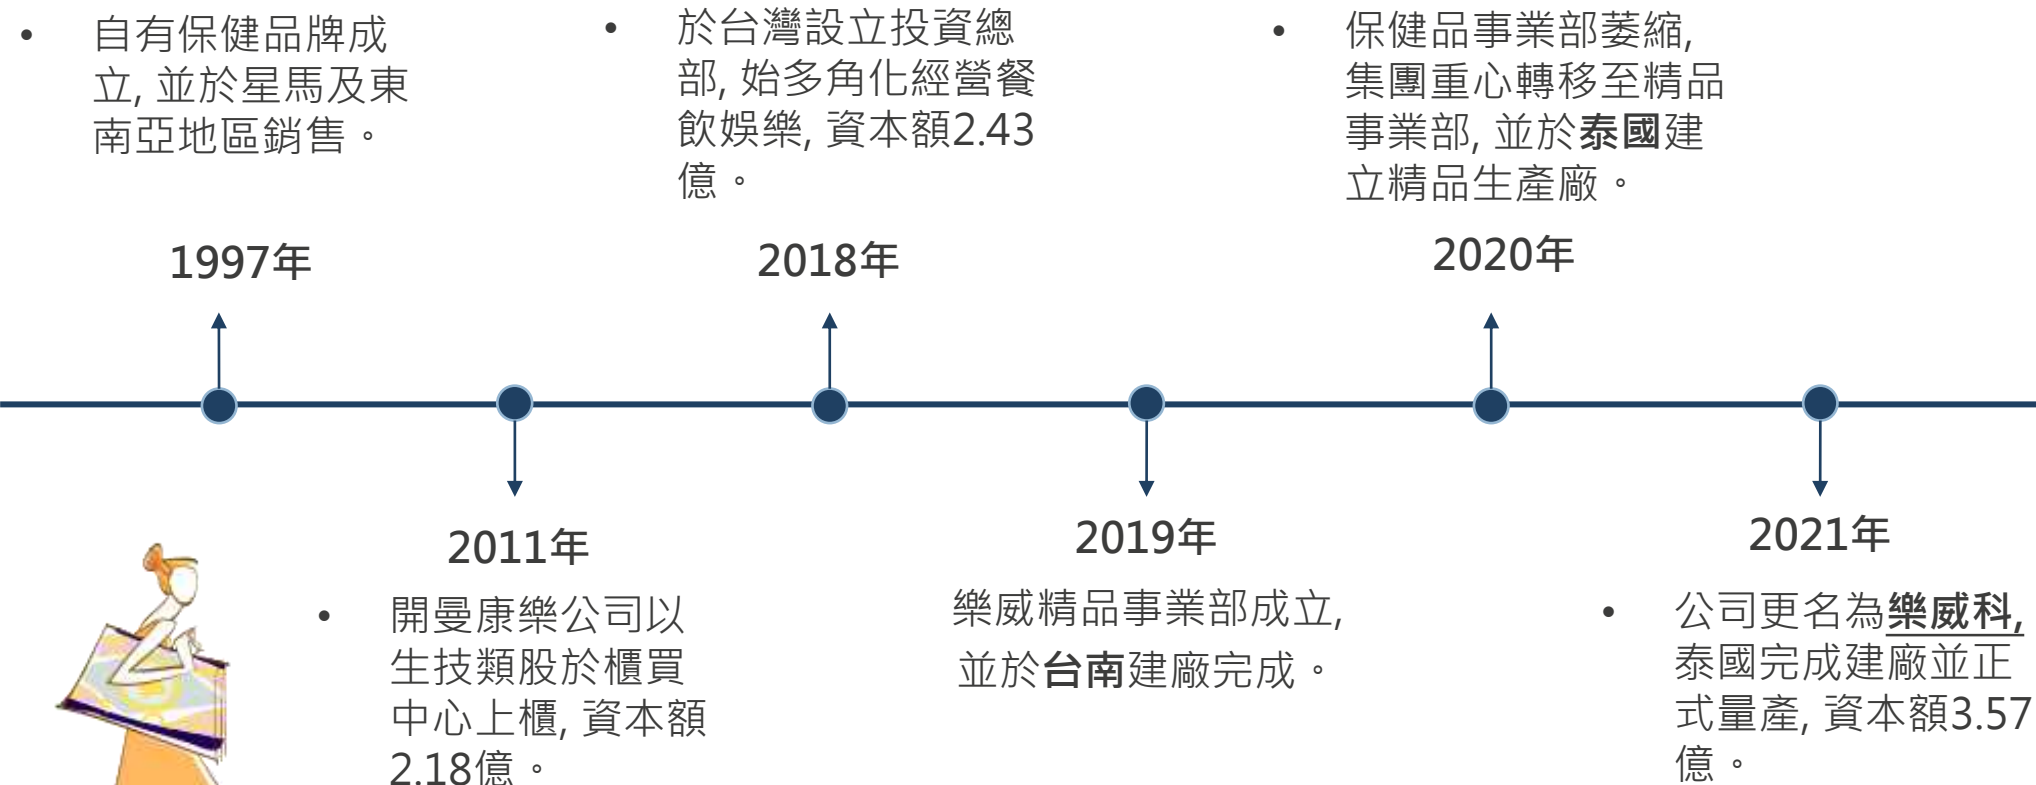 • 自有保健品牌成
立, 並於星馬及東
南亞地區銷售。
1997年
• 於台灣設立投資總
部, 始多角化經營餐
飲娛樂, 資本額2.43
億。
2018年
• 保健品事業部萎縮,
集團重心轉移至精品
事業部, 並於泰國建
立精品生產廠。
2020年
2011年
• 開曼康樂公司以
生技類股於櫃買
中心上櫃, 資本額
2.18億。
2019年
樂威精品事業部成立,
並於台南建廠完成。
2021年
• 公司更名為樂威科,
泰國完成建廠並正
式量產, 資本額3.57
億。